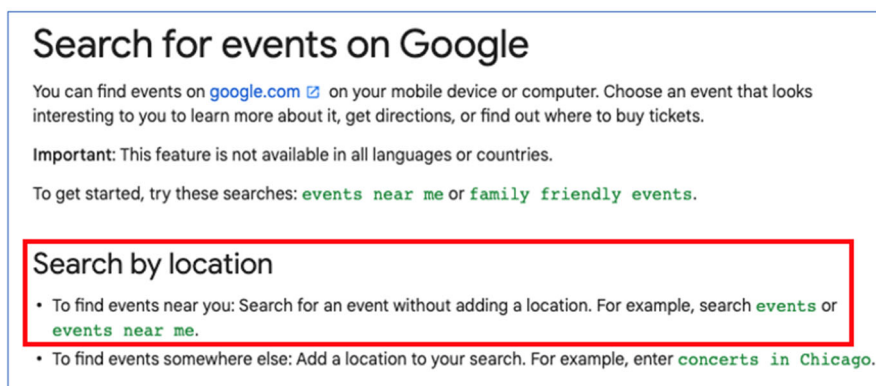 Search for events on Google
You can find events on google.com on your mobile device or computer. Choose an event that looks
interesting to you to learn more about it, get directions, or find out where to buy tickets.
Important: This feature is not available in all languages or countries.
To get started, try these searches: events near me or family friendly events.
Search by location
• To find events near you: Search for an event without adding a location. For example, search events or
events near me.
• To find events somewhere else: Add a location to your search. For example, enter concerts in Chicago.